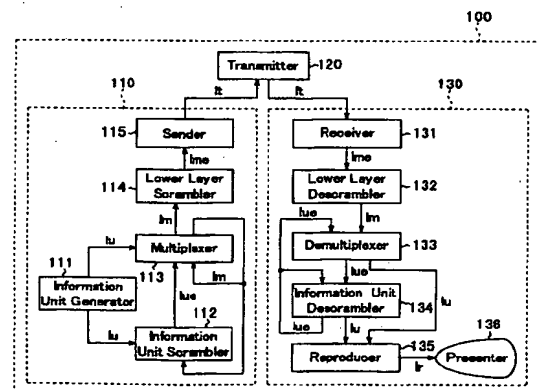 100
Transmitter
120
110
It
It
130
115
Sender
Receiver
131
Ime
Ime
114
Lower Layer
Scrambler
Lower Layer
Descrambler
132
Im
Im
Iu
Multiplexer
Iue
Demultiplexer
133
111
113
Im
Iue
Information
Unit Generator
Iue
112
Information Unit
Descrambler
134
Iu
Iu
Information
Unit Scrambler
Iue
Iu
135
136
Reproducer
Ir
Presenter